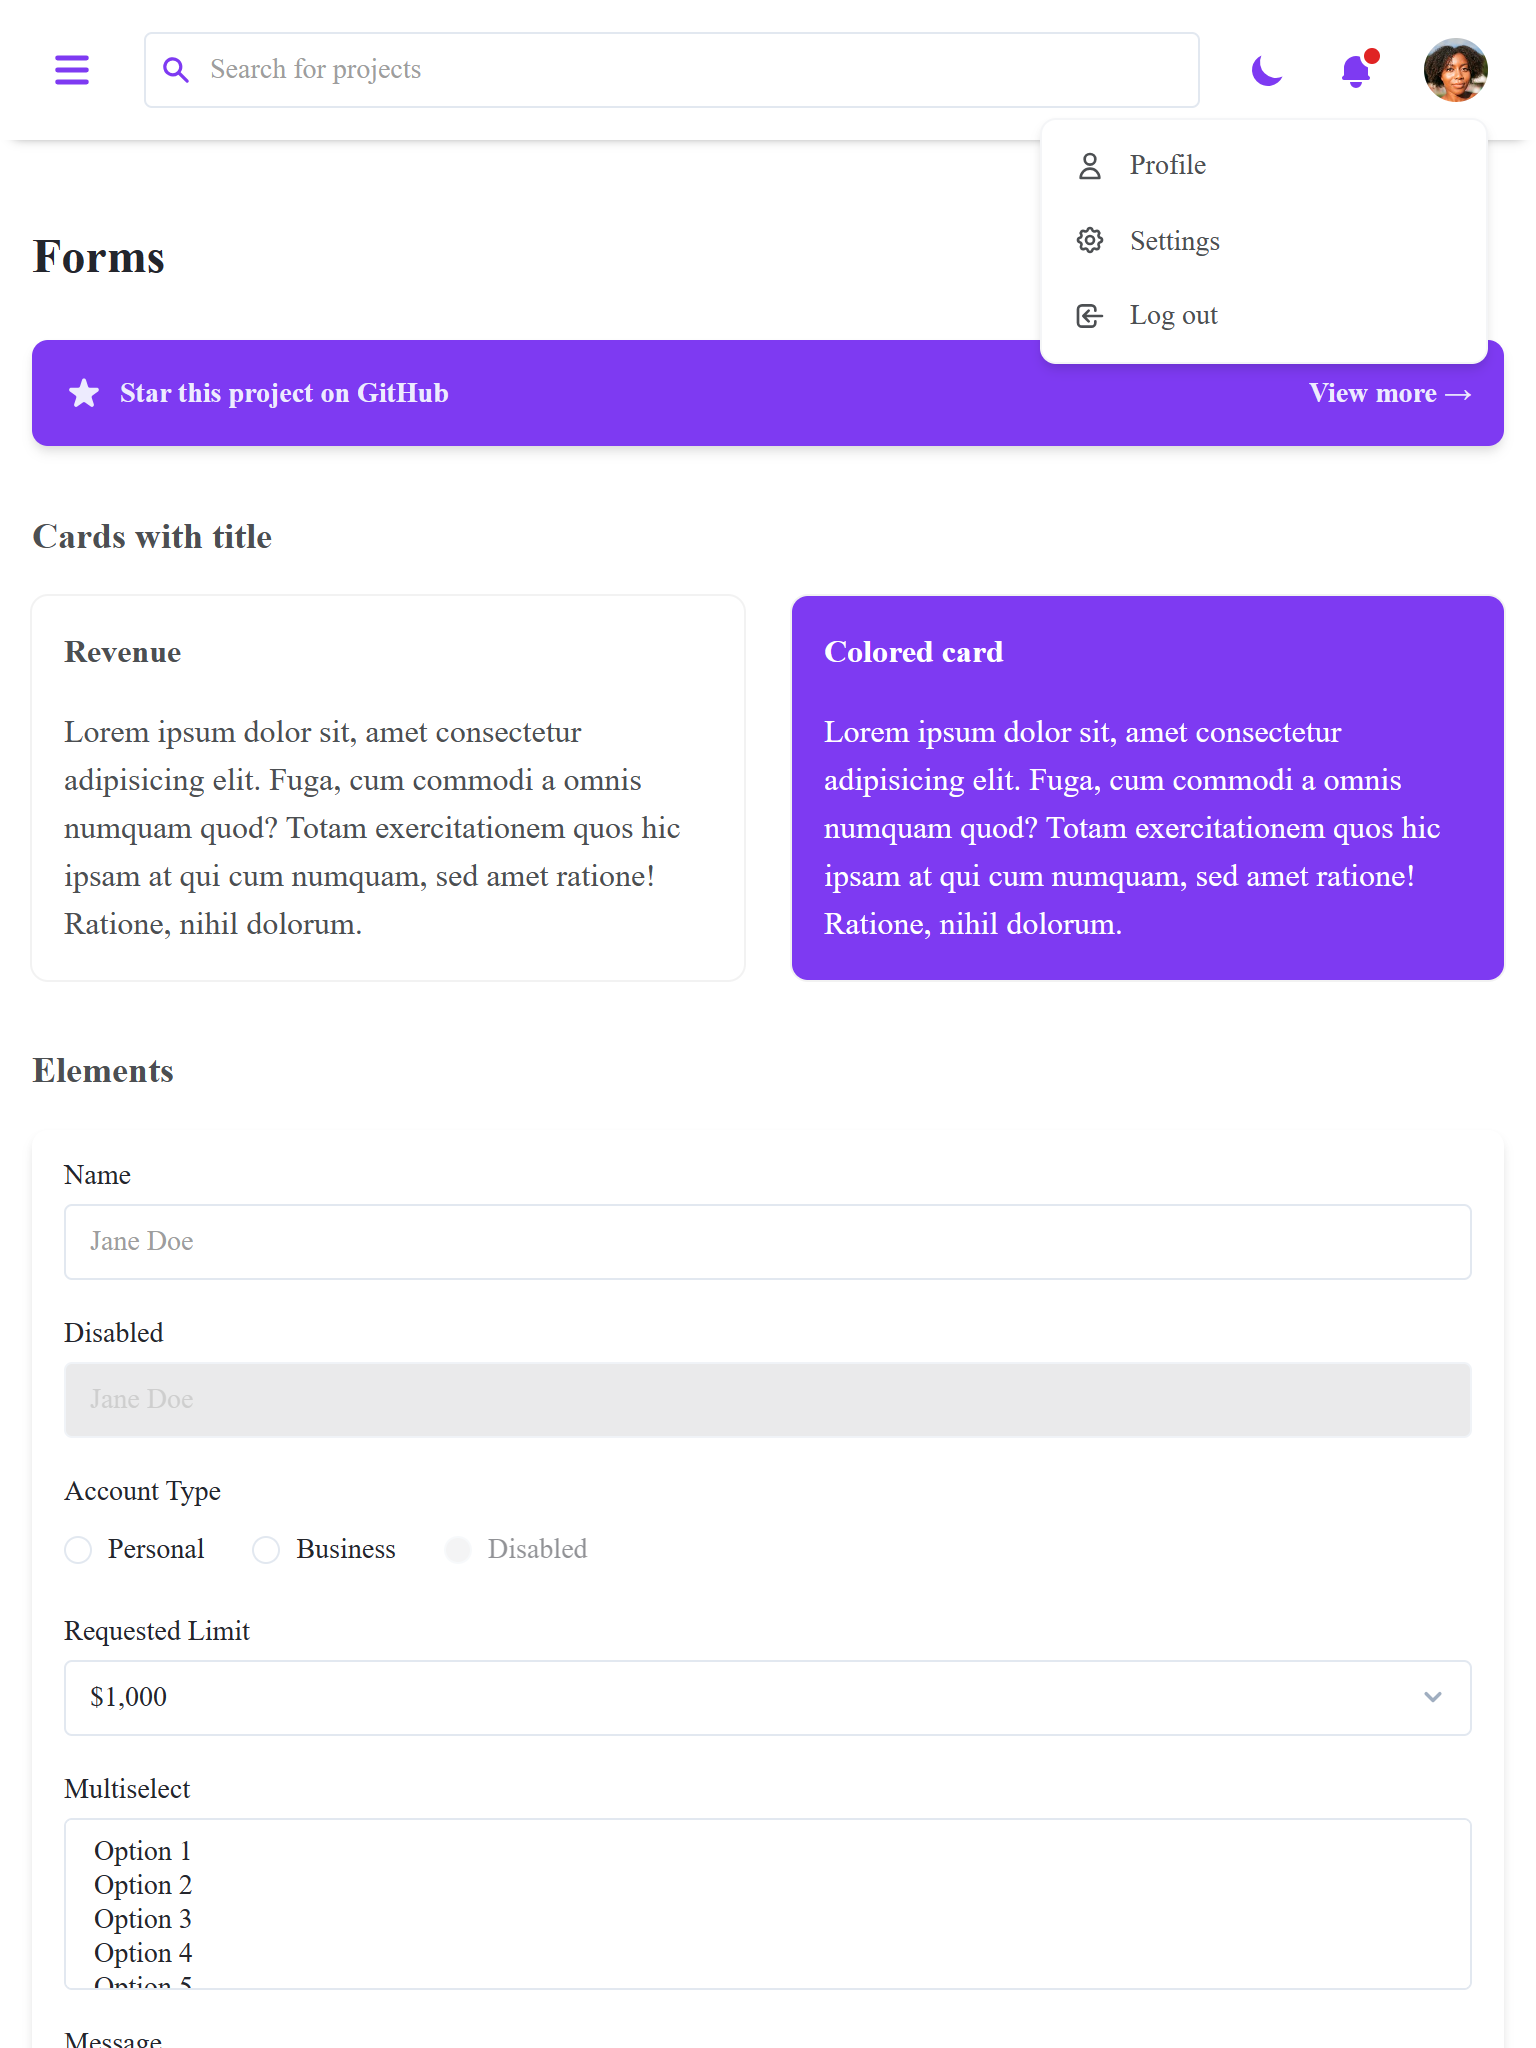 Search for projects
Profile
Settings
Log out
Forms
Star this project on GitHub
View more →
Cards with title
Revenue
Lorem ipsum dolor sit, amet consectetur
adipisicing elit. Fuga, cum commodi a omnis
numquam quod? Totam exercitationem quos hic
ipsam at qui cum numquam, sed amet ratione!
Ratione, nihil dolorum.
Colored card
Lorem ipsum dolor sit, amet consectetur
adipisicing elit. Fuga, cum commodi a omnis
numquam quod? Totam exercitationem quos hic
ipsam at qui cum numquam, sed amet ratione!
Ratione, nihil dolorum.
Elements
Name
Jane Doe
Disabled
Jane Doe
Account Type
Personal
Business
Disabled
Requested Limit
$1,000
Multiselect
Option 1
Option 2
Option 3
Option 4
Option 5
Message